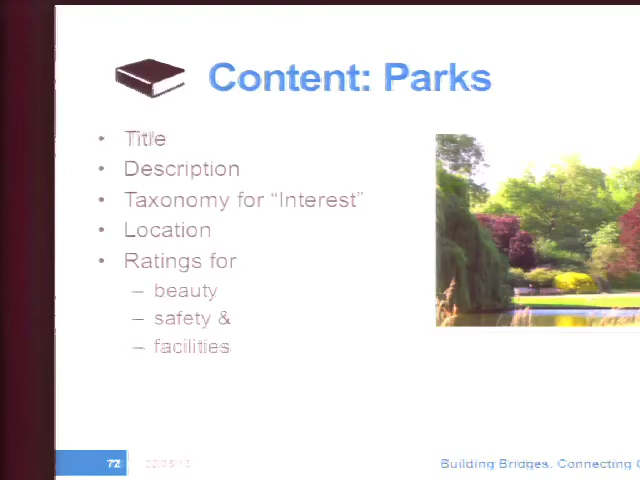 Content: Parks
• Title
• Description
• Taxonomy for “Interest”
• Location
• Ratings for
– beauty
– safety &
– facilities
72
Building Bridges. Connecting